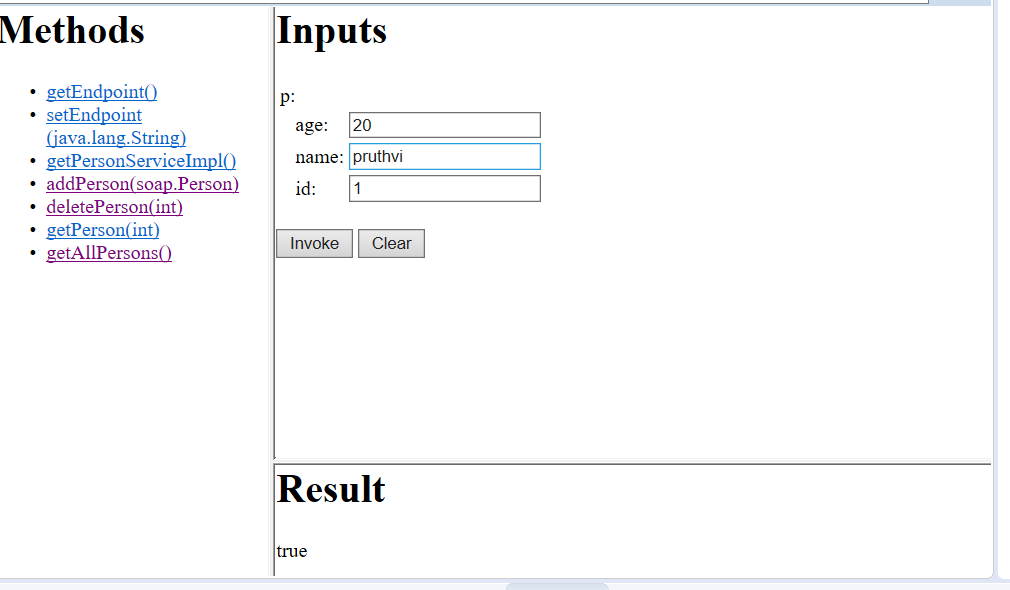 Methods
• getEndpoint()
• setEndpoint
(java.lang.String)
• getPersonServiceImpl()
• addPerson(soap.Person)
• deletePerson(int)
• getPerson(int)
• getAllPersons()
Inputs
p:
age: 20
name: pruthvi
id: 1
Invoke Clear
Result
true